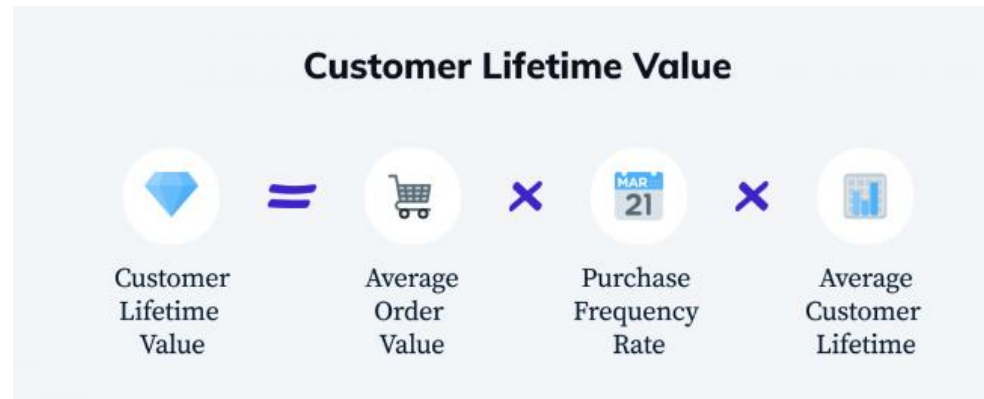 Customer Lifetime Value
=
×
MAR
21
×
Customer
Lifetime
Value
Average
Order
Value
Purchase
Frequency
Rate
Average
Customer
Lifetime